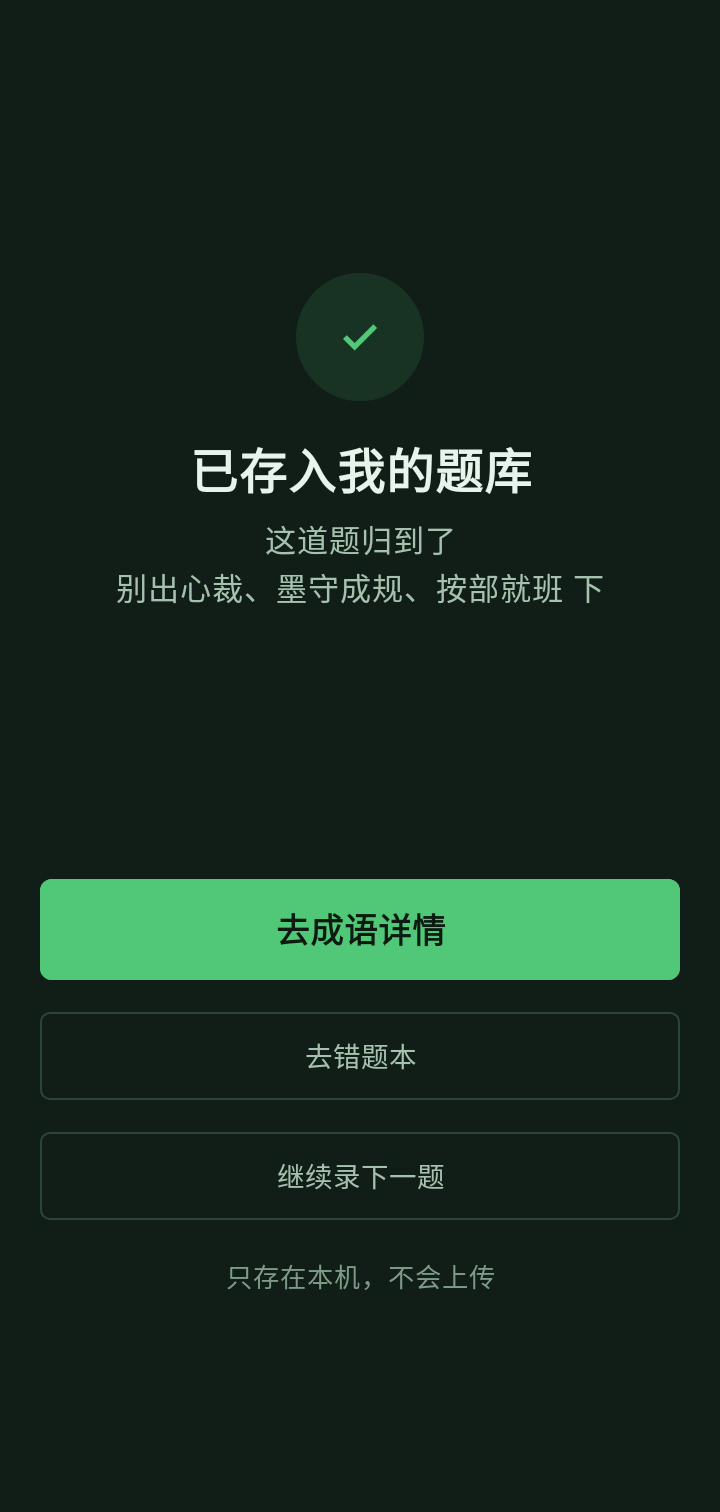 已存入我的题库
这道题归到了
别出心裁、墨守成规、按部就班 下
去成语详情
去错题本
继续录下一题
只存在本机，不会上传